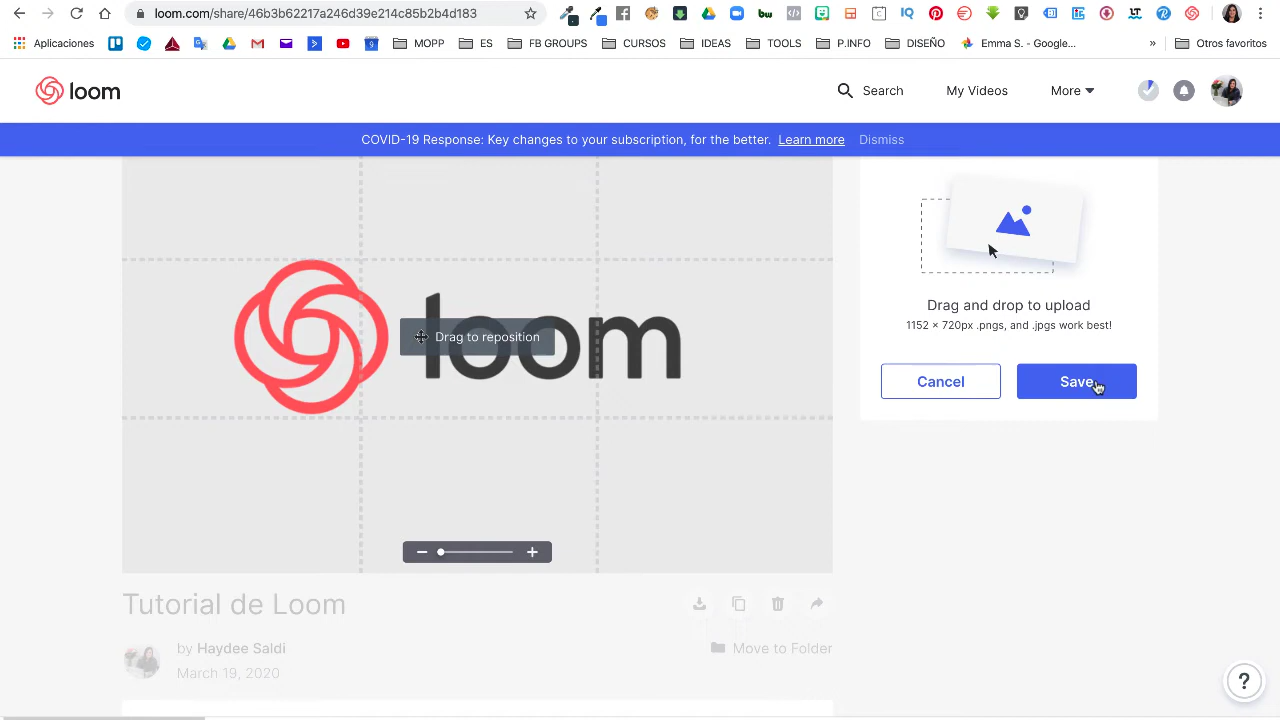 loom.com/share/46b3b62217a246d39e214c85b2b4d183
Aplicaciones
MOPP
ES
FB GROUPS
CURSOS
IDEAS
TOOLS
P.INFO
DISEÑO
Emma S. - Google...
»
Otros favoritos
loom
Search
My Videos
More
COVID-19 Response: Key changes to your subscription, for the better. Learn more Dismiss
loom
Drag to reposition
Drag and drop to upload
1152 × 720px .pngs, and .jpgs work best!
Cancel
Save
Tutorial de Loom
by Haydee Saldi
March 19, 2020
Move to Folder
?